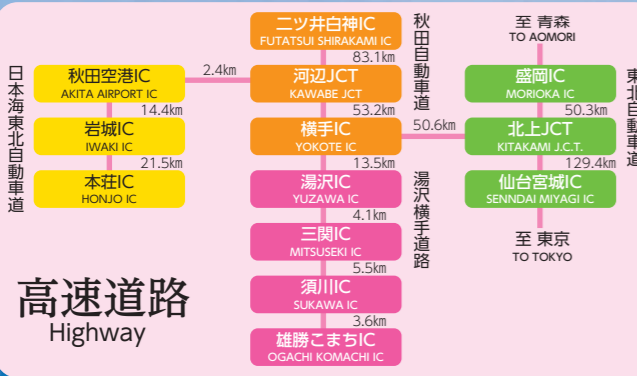 二ツ井白神IC
FUTATSUI SHIRAKAMI IC
83.1km
秋田自動車道
至 青森
TO AOMORI
日本海東北自動車道
秋田空港IC
AKITA AIRPORT IC
2.4km
河辺JCT
KAWABE JCT
盛岡IC
MORIOKA IC
東北自動車道
14.4km
53.2km
50.3km
岩城IC
IWAKI IC
横手IC
YOKOTE IC
50.6km
北上JCT
KITAKAMI J.C.T.
21.5km
13.5km
129.4km
本荘IC
HONJO IC
湯沢IC
YUZAWA IC
湯沢横手道路
仙台宮城IC
SENNDAI MIYAGI IC
4.1km
三関IC
MITSUSEKI IC
至 東京
TO TOKYO
5.5km
須川IC
SUKAWA IC
3.6km
雄勝こまちIC
OGACHI KOMACHI IC
高速道路
Highway